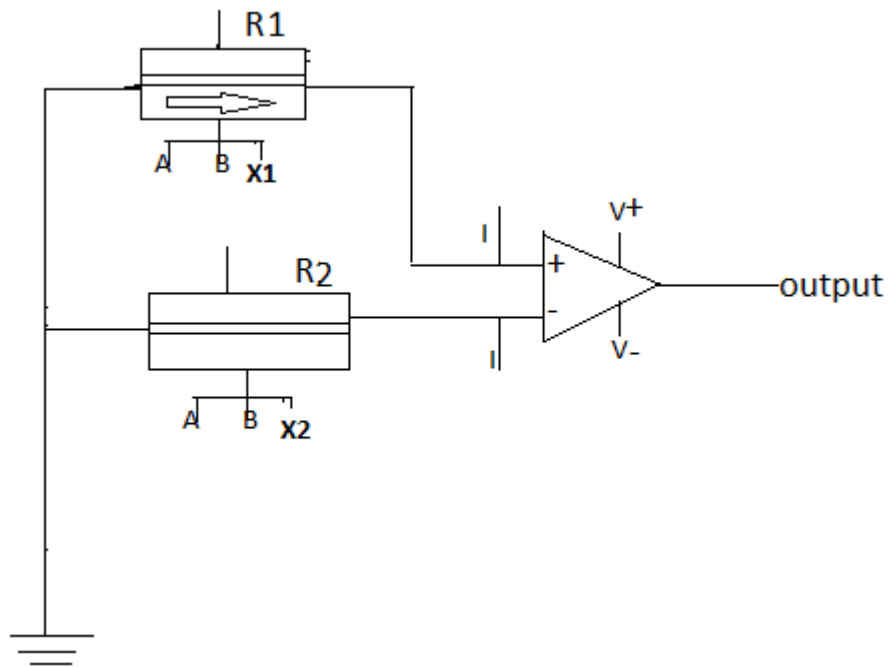 R1
A B X1
I
V+
+
-
output
R2
I
V-
A B X2